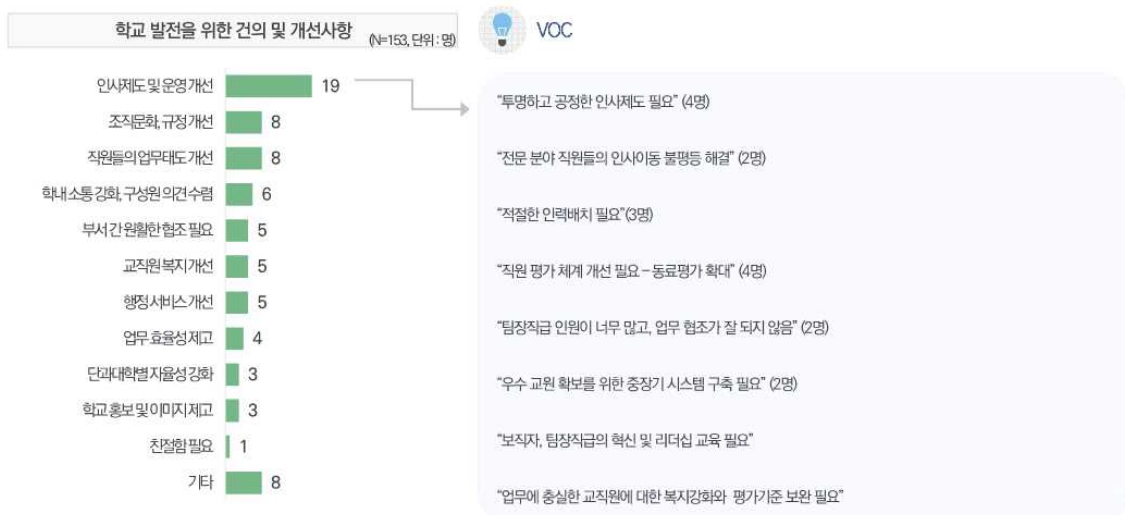 학교 발전을 위한 건의 및 개선사항
(N=153, 단위 : 명)
VOC
인사제도 및 운영 개선 19
조직문화, 규정 개선 8
직원들의 업무태도 개선 8
학내 소통 강화, 구성원 의견 수렴 6
부서 간 원활한 협조 필요 5
교직원 복지 개선 5
행정 서비스 개선 5
업무 효율성 제고 4
단과대학별 자율성 강화 3
학교 홍보 및 이미지 제고 3
친절함 필요 1
기타 8
“투명하고 공정한 인사제도 필요” (4명)
“전문 분야 직원들의 인사이동 불평등 해결” (2명)
“적절한 인력배치 필요”(3명)
“직원 평가 체계 개선 필요 – 동료평가 확대” (4명)
“팀장직급 인원이 너무 많고, 업무 협조가 잘 되지 않음” (2명)
“우수 교원 확보를 위한 중장기 시스템 구축 필요” (2명)
“보직자, 팀장직급의 혁신 및 리더십 교육 필요”
“업무에 충실한 교직원에 대한 복지강화와 평가기준 보완 필요”